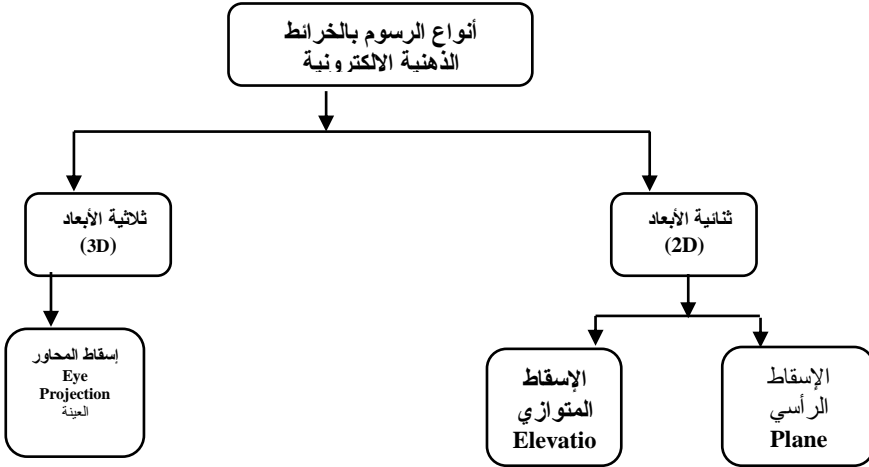 أنواع الرسوم بالخرائط
الذهنية الالكترونية
ثنائية الأبعاد
(2D)
ثلاثية الأبعاد
(3D)
الإسقاط
الرأسي
Plane
الإسقاط
المتوازي
Elevatio
إسقاط المحاور
Eye
Projection
العينة